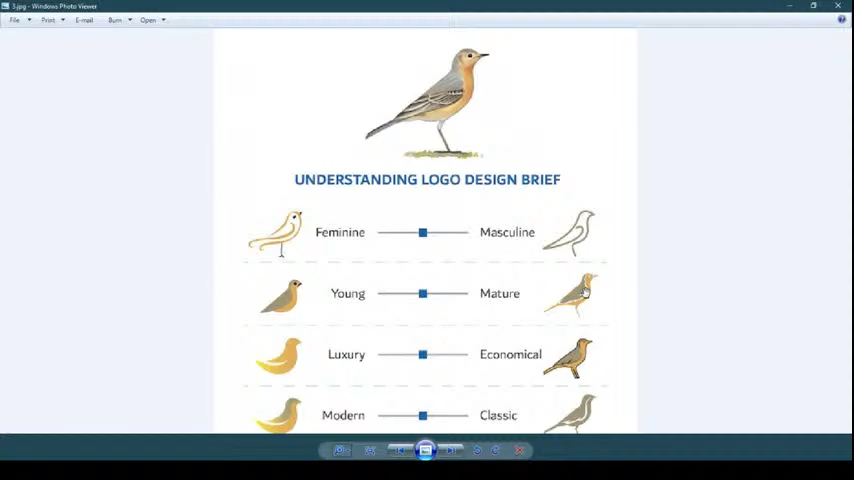 3.jpg - Windows Photo Viewer
File Print E-mail Burn Open
UNDERSTANDING LOGO DESIGN BRIEF
Feminine Masculine
Young Mature
Luxury Economical
Modern Classic